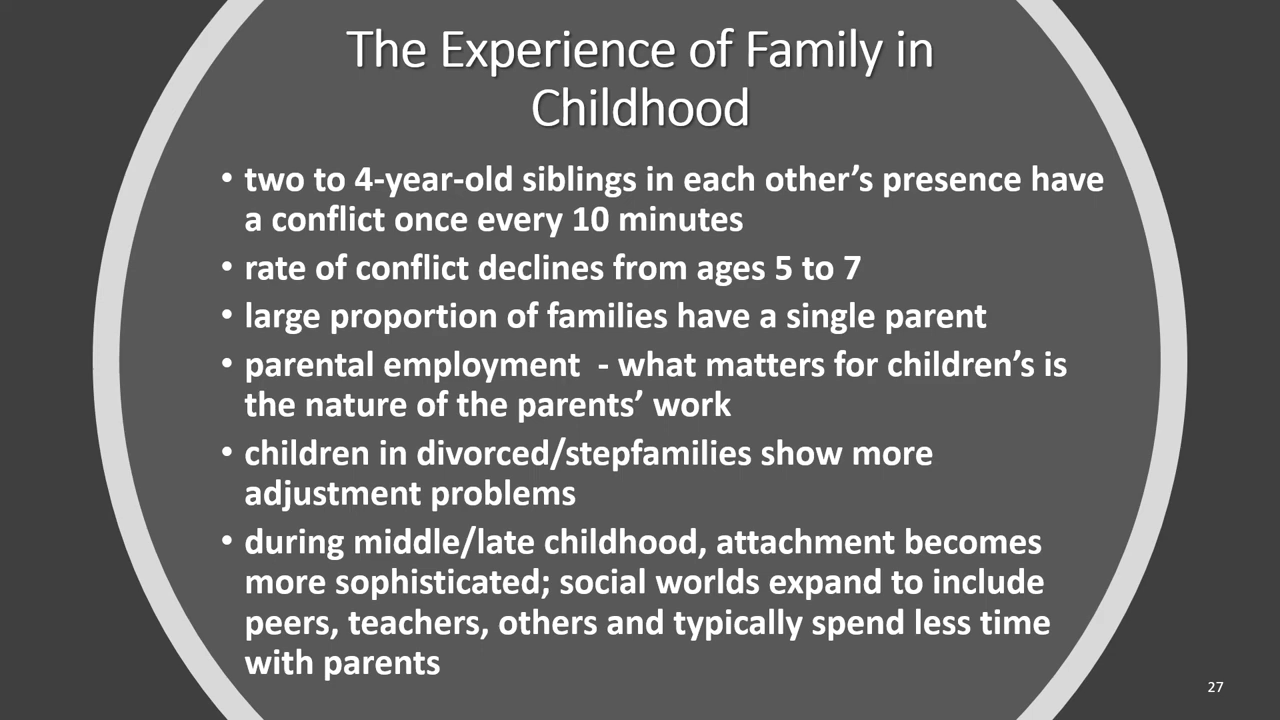 The Experience of Family in
Childhood
• two to 4-year-old siblings in each other’s presence have
a conflict once every 10 minutes
• rate of conflict declines from ages 5 to 7
• large proportion of families have a single parent
• parental employment  - what matters for children’s is
the nature of the parents’ work
• children in divorced/stepfamilies show more
adjustment problems
• during middle/late childhood, attachment becomes
more sophisticated; social worlds expand to include
peers, teachers, others and typically spend less time
with parents
27